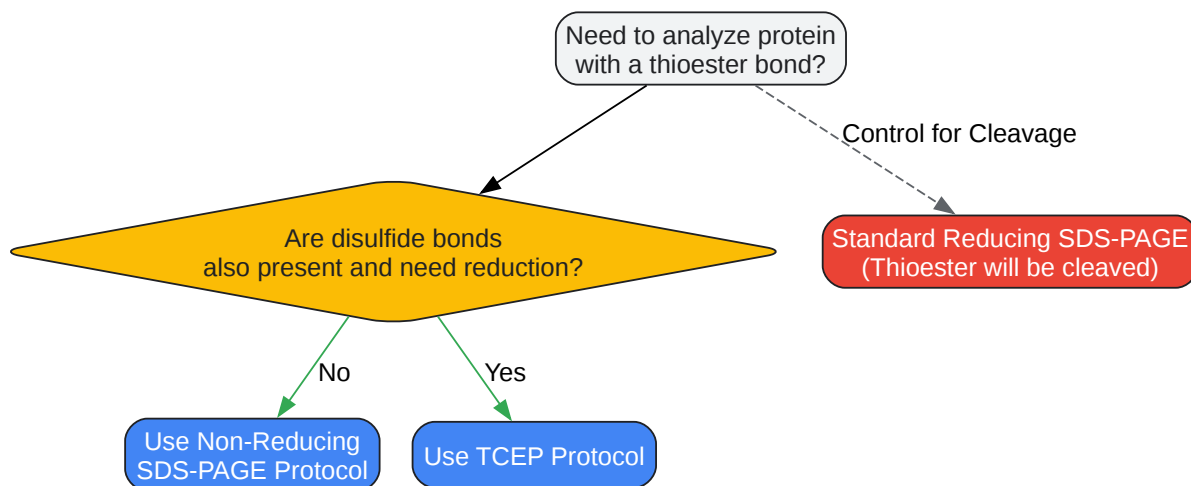 Need to analyze protein
with a thioester bond?
Control for Cleavage
Are disulfide bonds
also present and need reduction?
Standard Reducing SDS-PAGE
(Thioester will be cleaved)
No
Yes
Use Non-Reducing
SDS-PAGE Protocol
Use TCEP Protocol